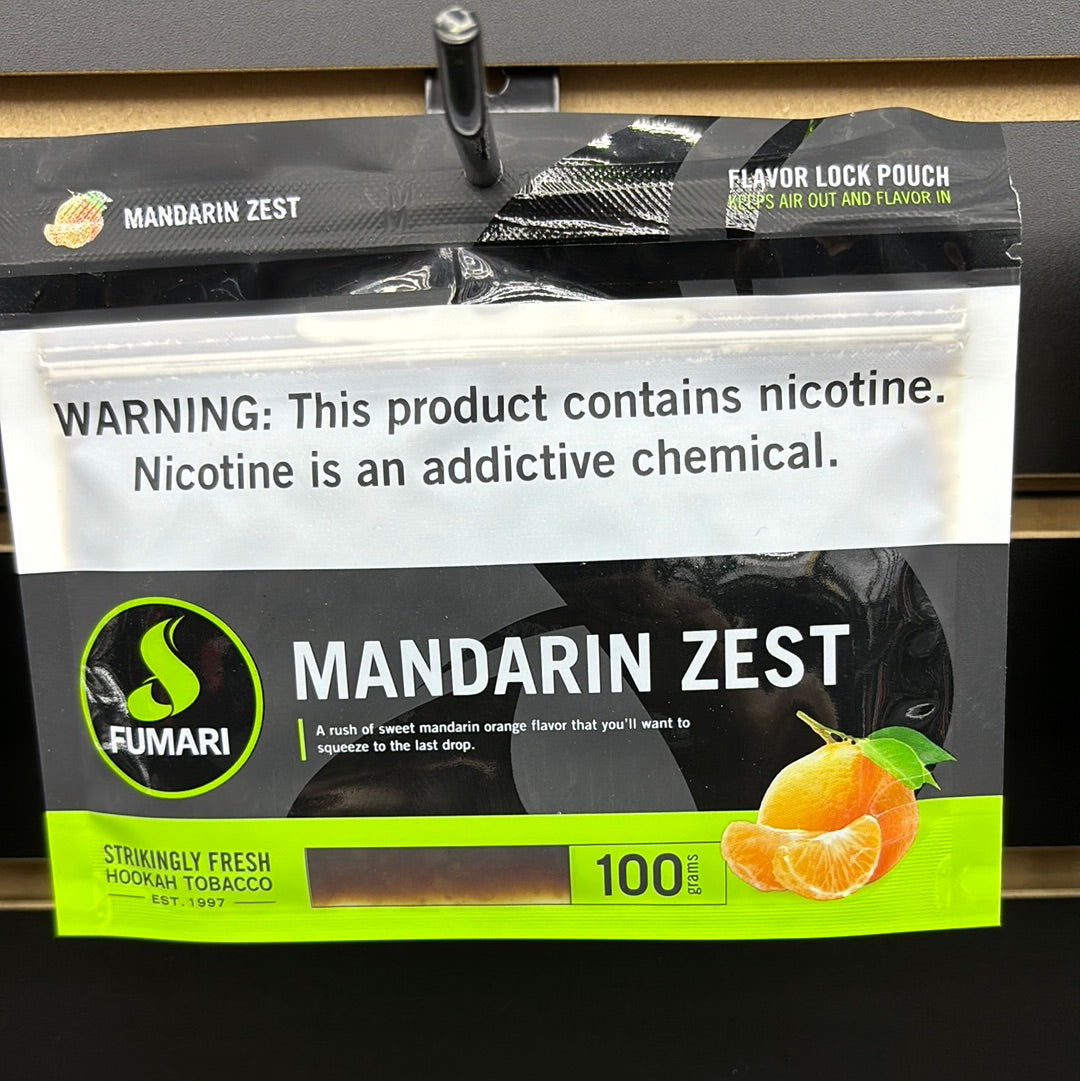 MANDARIN ZEST
FLAVOR LOCK POUCH
KEEPS AIR OUT AND FLAVOR IN
WARNING: This product contains nicotine.
Nicotine is an addictive chemical.
FUMARI
MANDARIN ZEST
A rush of sweet mandarin orange flavor that you'll want to
squeeze to the last drop.
STRIKINGLY FRESH
HOOKAH TOBACCO
EST. 1997
100 grams